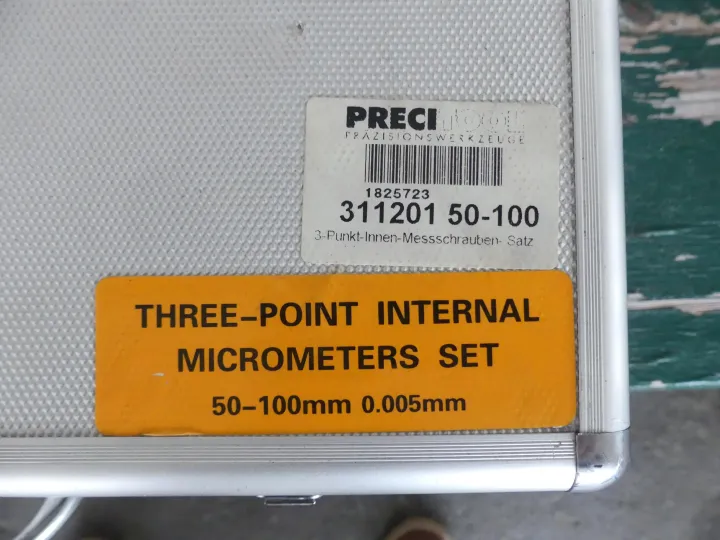 PRECITOOL
PRÄZISIONSWERKZEUGE
1825723
311201 50-100
3-Punkt-Innen-Messschrauben- Satz
THREE-POINT INTERNAL
MICROMETERS SET
50-100mm 0.005mm